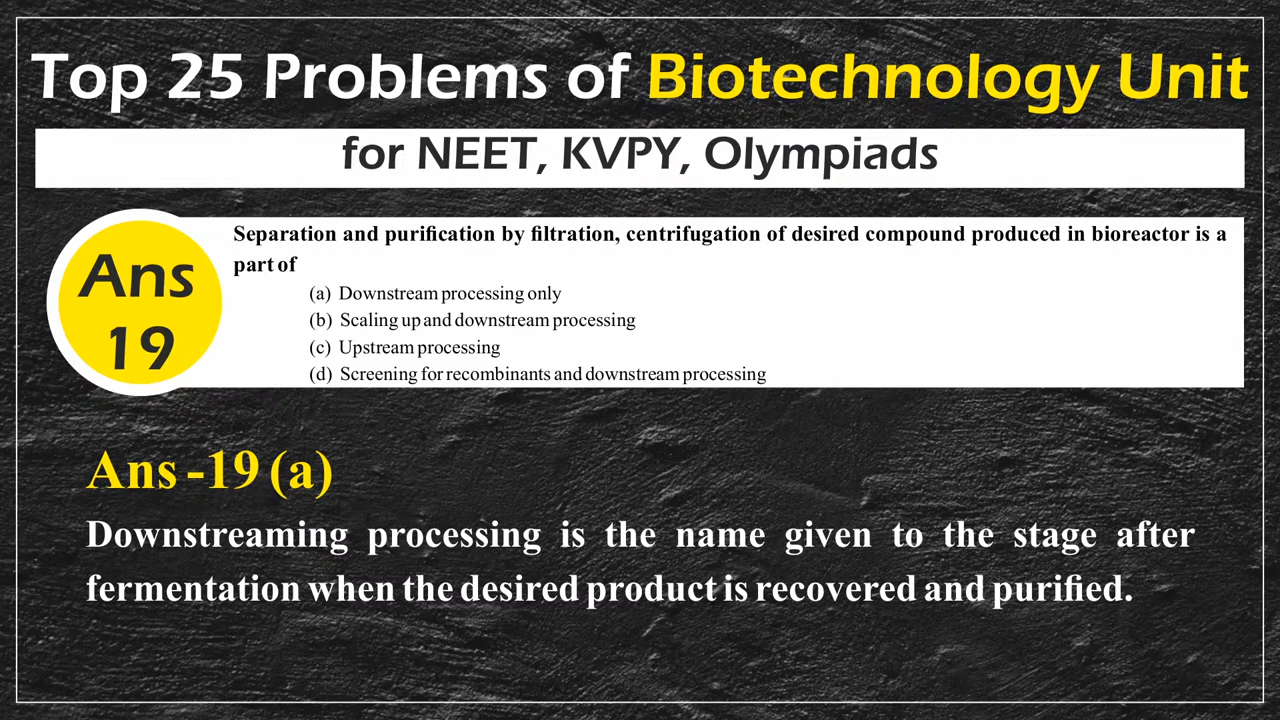 Top 25 Problems of Biotechnology Unit
for NEET, KVPY, Olympiads
Ans
19
Separation and purification by filtration, centrifugation of desired compound produced in bioreactor is a
part of
(a) Downstream processing only
(b) Scaling up and downstream processing
(c) Upstream processing
(d) Screening for recombinants and downstream processing
Ans -19 (a)
Downstreaming processing is the name given to the stage after
fermentation when the desired product is recovered and purified.